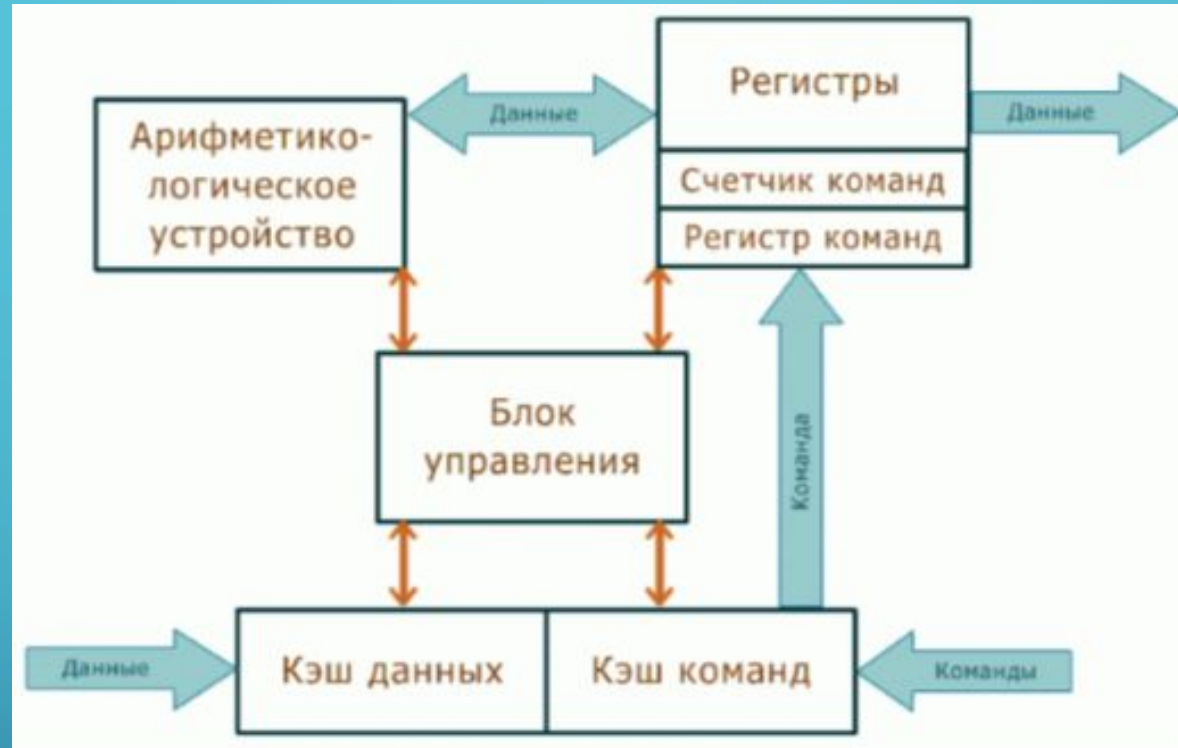 Регистры
Данные
Данные
Арифметико-
логическое
устройство
Счетчик команд
Регистр команд
Блок
управления
Команда
Данные
Кэш данных
Кэш команд
Команды